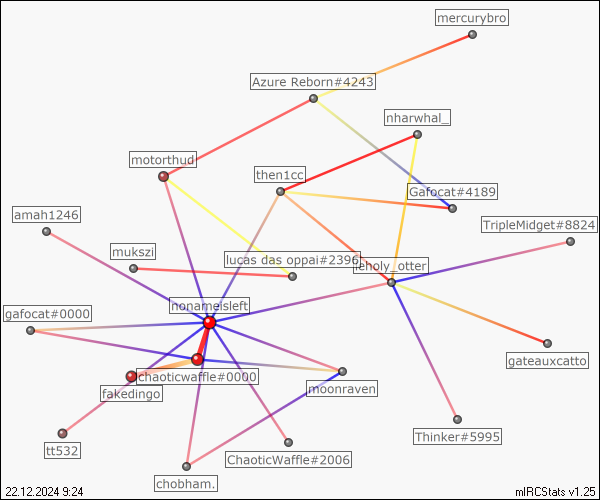 mercurybro
Azure Reborn#4243
nharwhal_
motorthud
then1cc
Gafocat#4189
amah1246
TripleMidget#8824
mukszi
lucas das oppai#2396
leholy_otter
nonameisleft
gafocat#0000
gateauxcatto
chaoticwaffle#0000
moonraven
fakedingo
Thinker#5995
tt532
ChaoticWaffle#2006
chobham.
22.12.2024 9:24
mIRCStats v1.25